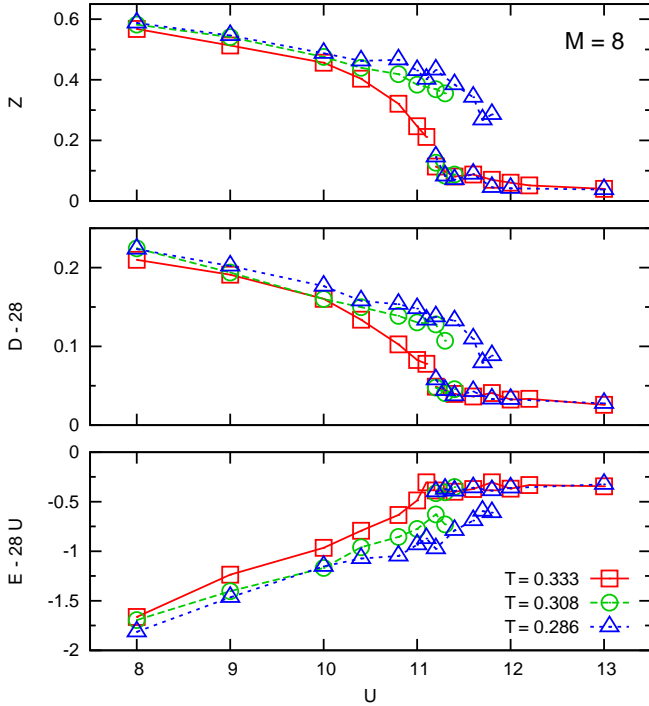 0.6
0.4
0.2
0
Z
M = 8
0.2
0.1
0
D - 28
0
-0.5
-1
-1.5
-2
E - 28 U
T = 0.333
T = 0.308
T = 0.286
8 9 10 11 12 13
U